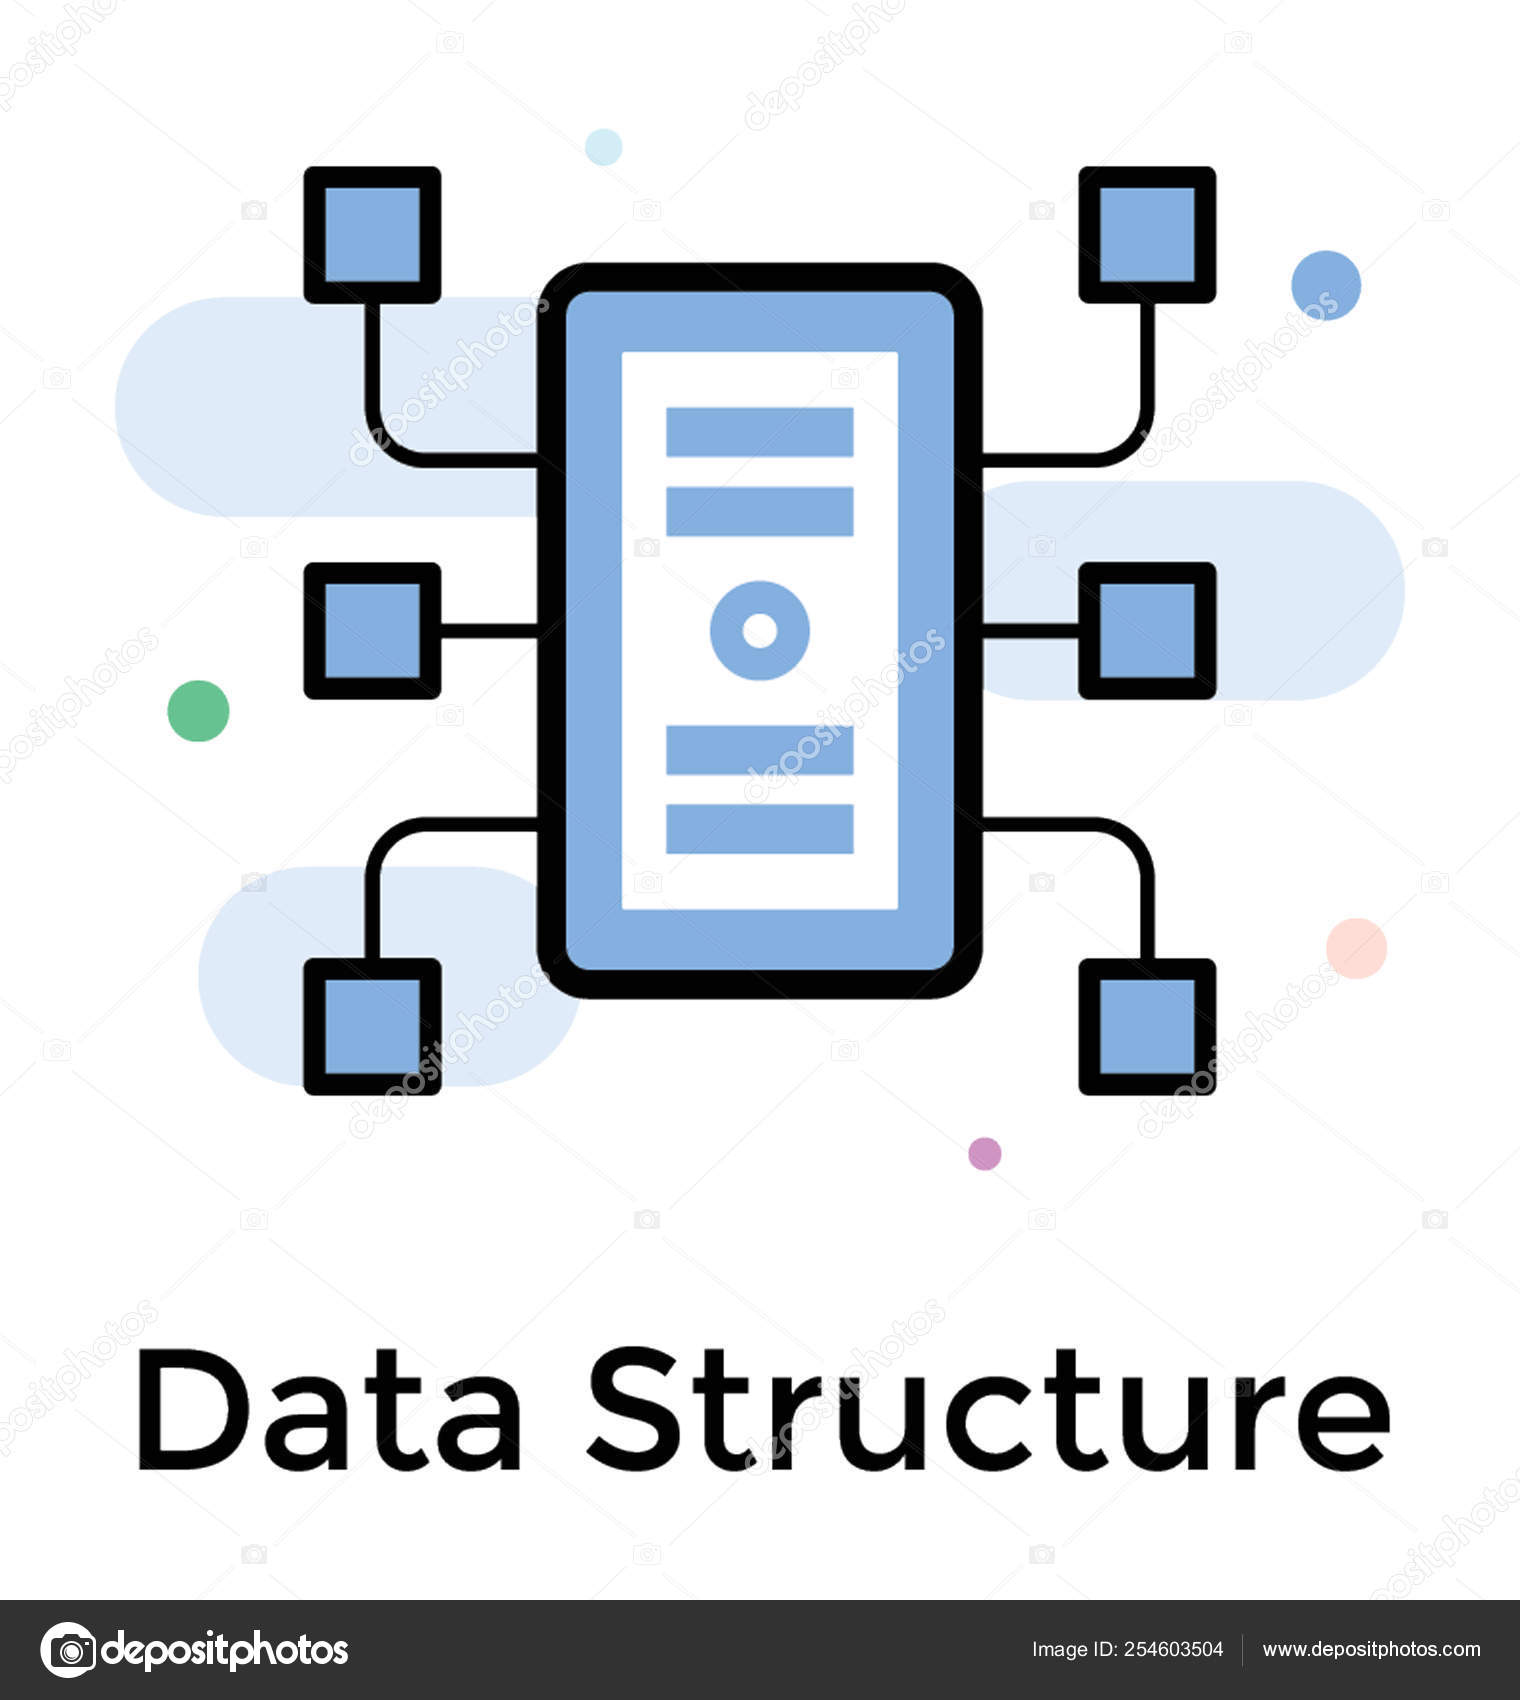 Data Structure
depositphotos
Image ID: 254603504
www.depositphotos.com